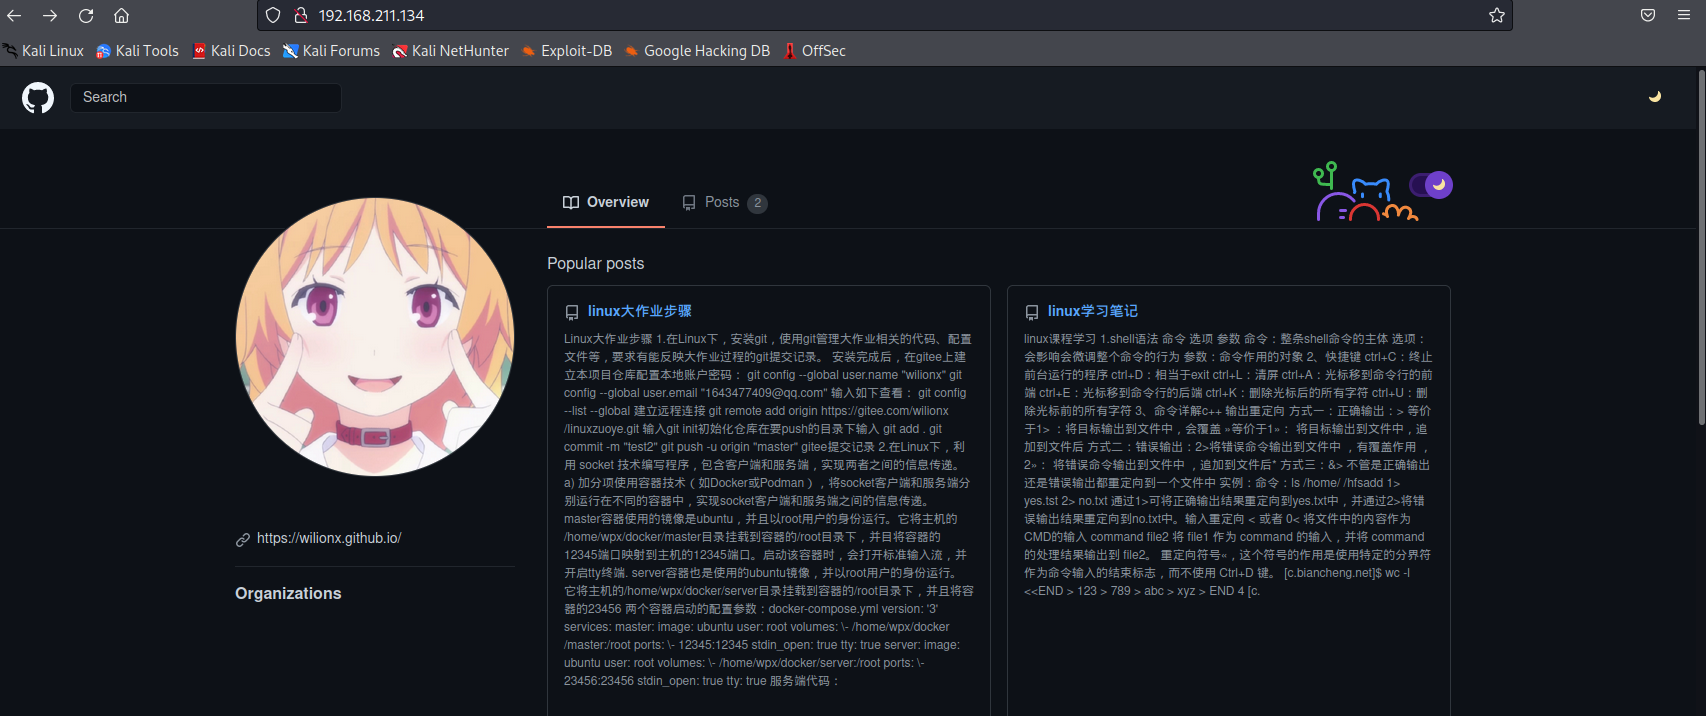 192.168.211.134
Kali Linux Kali Tools Kali Docs Kali Forums Kali NetHunter Exploit-DB Google Hacking DB OffSec
Search
Overview Posts 2
Popular posts
linux大作业步骤
Linux大作业步骤 1.在Linux下，安装git，使用git管理大作业相关的代码、配置
文件等，要求有能反映大作业过程的git提交记录。 安装完成后，在gitee上建
立本项目仓库配置本地账户密码： git config --global user.name "wilionx" git
config --global user.email "1643477409@qq.com" 输入如下查看： git config
--list --global 建立远程连接 git remote add origin https://gitee.com/wilionx
/linuxzuoye.git 输入git init初始化仓库在要push的目录下输入 git add . git
commit -m "test2" git push -u origin "master" gitee提交记录 2.在Linux下，利
用 socket 技术编写程序，包含客户端和服务端，实现两者之间的信息传递。
a) 加分项使用容器技术（如Docker或Podman），将socket客户端和服务端分
别运行在不同的容器中，实现socket客户端和服务端之间的信息传递。
master容器使用的镜像是ubuntu，并且以root用户的身份运行。它将主机的
/home/wpx/docker/master目录挂载到容器的/root目录下，并且将容器的
12345端口映射到主机的12345端口。启动该容器时，会打开标准输入流，并
开启tty终端. server容器也是使用的ubuntu镜像，并以root用户的身份运行。
它将主机的/home/wpx/docker/server目录挂载到容器的/root目录下，并且将容
器的23456 两个容器启动的配置参数：docker-compose.yml version: '3'
services: master: image: ubuntu user: root volumes: \- /home/wpx/docker
/master:/root ports: \- 12345:12345 stdin_open: true tty: true server: image:
ubuntu user: root volumes: \- /home/wpx/docker/server:/root ports: \-
23456:23456 stdin_open: true tty: true 服务端代码：
linux学习笔记
linux课程学习 1.shell语法 命令 选项 参数 命令：整条shell命令的主体 选项：
会影响会微调整个命令的行为 参数：命令作用的对象 2、快捷键 ctrl+C：终止
前台运行的程序 ctrl+D：相当于exit ctrl+L：清屏 ctrl+A：光标移到命令行的前
端 ctrl+E：光标移到命令行的后端 ctrl+K：删除光标后的所有字符 ctrl+U：删
除光标前的所有字符 3、命令详解c++ 输出重定向 方式一：正确输出：> 等价
于1> ：将目标输出到文件中，会覆盖 »等价于1»： 将目标输出到文件中，追
加到文件后 方式二：错误输出：2>将错误命令输出到文件中 ，有覆盖作用 ，
2»： 将错误命令输出到文件中 ，追加到文件后* 方式三：&> 不管是正确输出
还是错误输出都重定向到一个文件中 实例：命令：ls /home/ /hfsadd 1>
yes.tst 2> no.txt 通过1>可将正确输出结果重定向到yes.txt中，并通过2>将错
误输出结果重定向到no.txt中。输入重定向 < 或者 0< 将文件中的内容作为
CMD的输入 command file2 将 file1 作为 command 的输入，并将 command
的处理结果输出到 file2。 重定向符号«，这个符号的作用是使用特定的分界符
作为命令输入的结束标志，而不使用 Ctrl+D 键。 [c.biancheng.net]$ wc -l
<<END > 123 > 789 > abc > xyz > END 4 [c.
https://wilionx.github.io/
Organizations